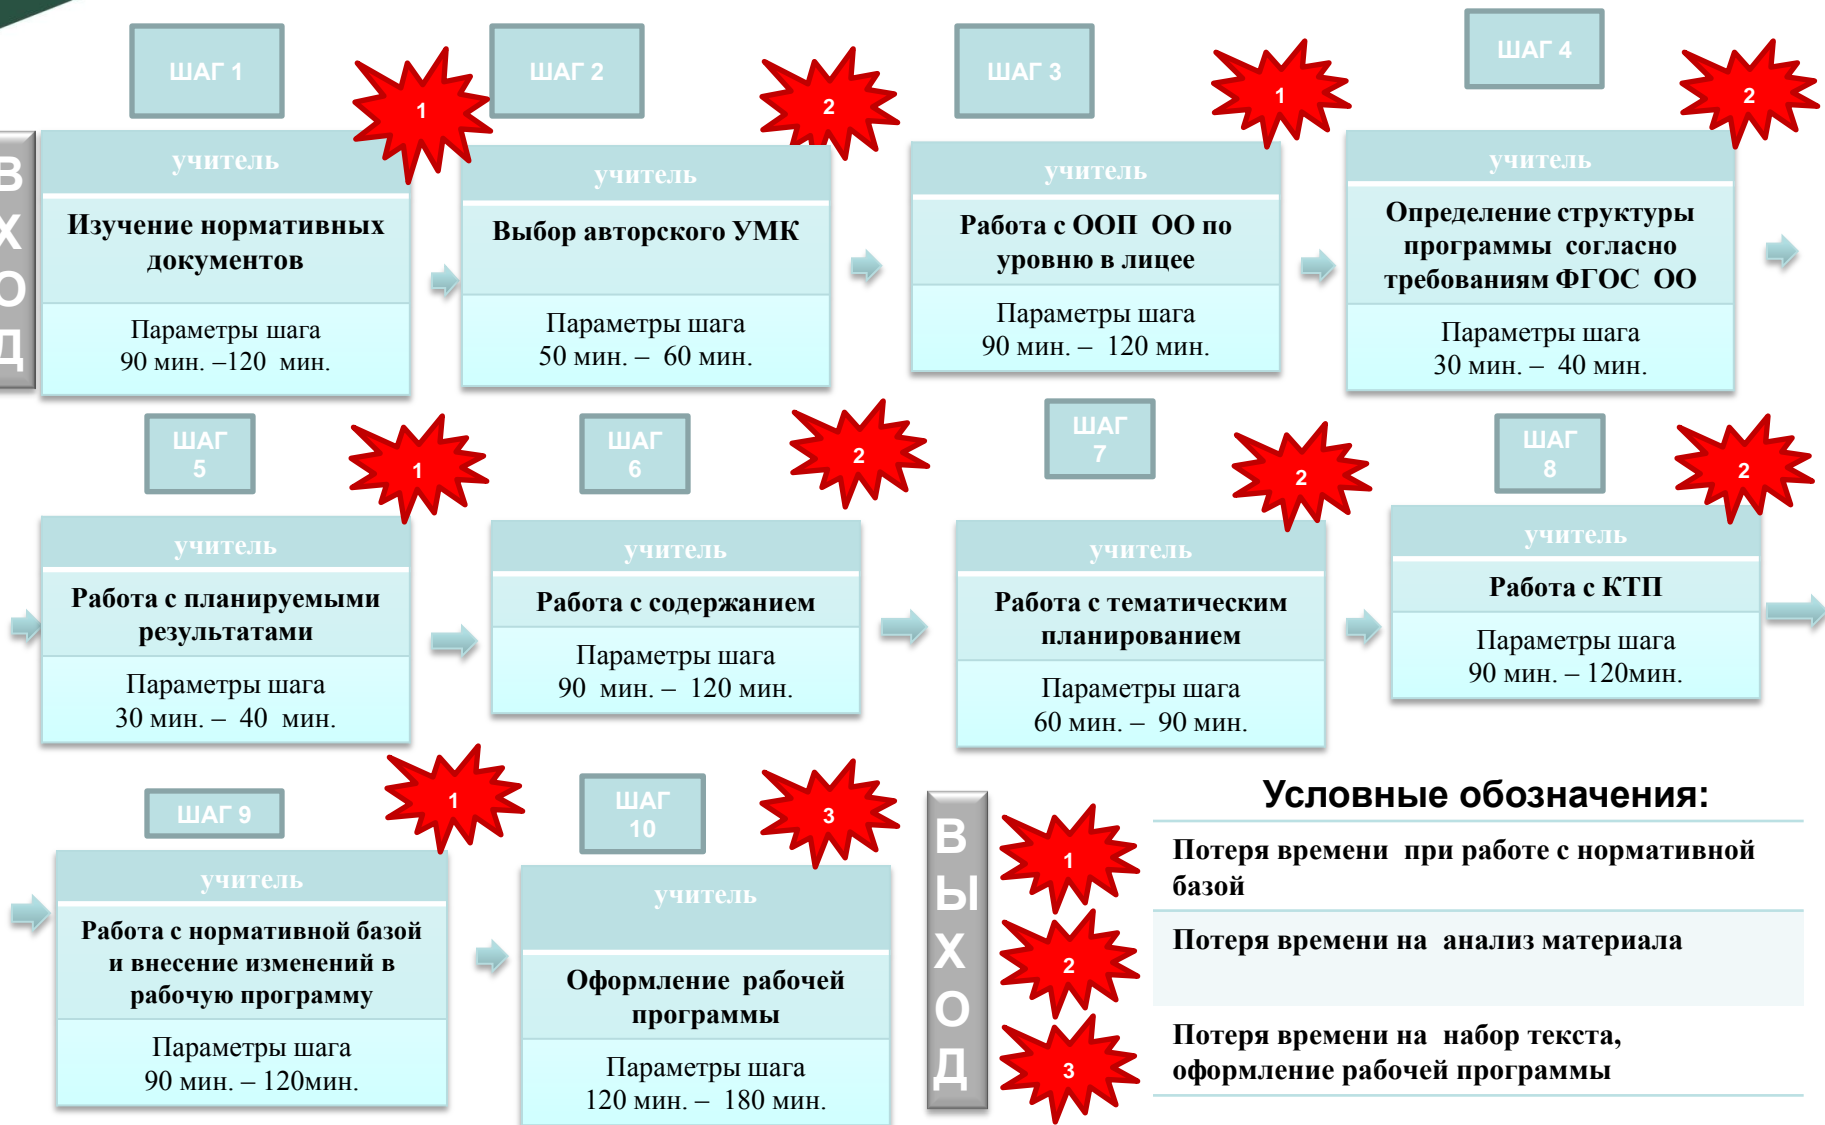 ШАГ 1
1
ШАГ 2
2
ШАГ 3
1
ШАГ 4
2
ВХОД
учитель
Изучение нормативных
документов
Параметры шага
90 мин. –120 мин.
учитель
Выбор авторского УМК
Параметры шага
50 мин. – 60 мин.
учитель
Работа с ООП ОО по
уровню в лицее
Параметры шага
90 мин. – 120 мин.
учитель
Определение структуры
программы согласно
требованиям ФГОС ОО
Параметры шага
30 мин. – 40 мин.
ШАГ
5
1
ШАГ
6
2
ШАГ
7
2
ШАГ
8
2
учитель
Работа с планируемыми
результатами
Параметры шага
30 мин. – 40 мин.
учитель
Работа с содержанием
Параметры шага
90 мин. – 120 мин.
учитель
Работа с тематическим
планированием
Параметры шага
60 мин. – 90 мин.
учитель
Работа с КТП
Параметры шага
90 мин. – 120мин.
ШАГ 9
1
ШАГ
10
3
учитель
Работа с нормативной базой
и внесение изменений в
рабочую программу
Параметры шага
90 мин. – 120мин.
учитель
Оформление рабочей
программы
Параметры шага
120 мин. – 180 мин.
ВЫХОД
Условные обозначения:
1
Потеря времени при работе с нормативной
базой
2
Потеря времени на анализ материала
3
Потеря времени на набор текста,
оформление рабочей программы